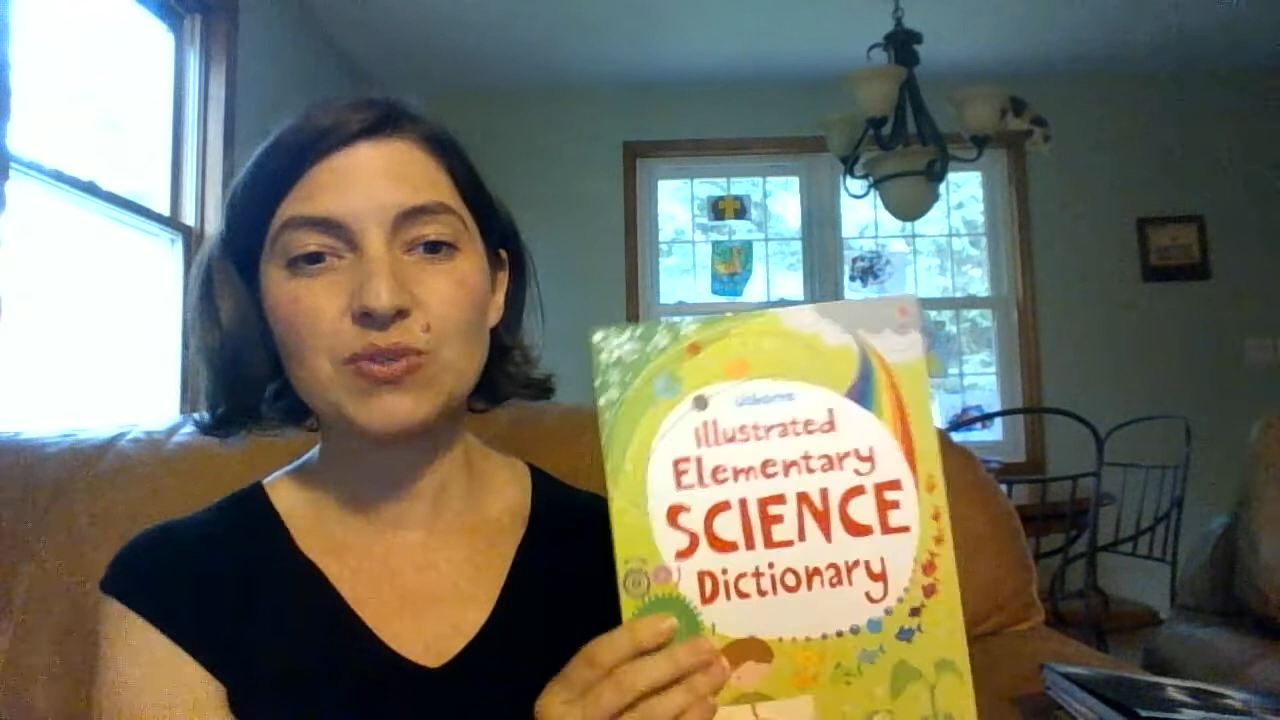 Usborne
Illustrated
Elementary
SCIENCE
Dictionary